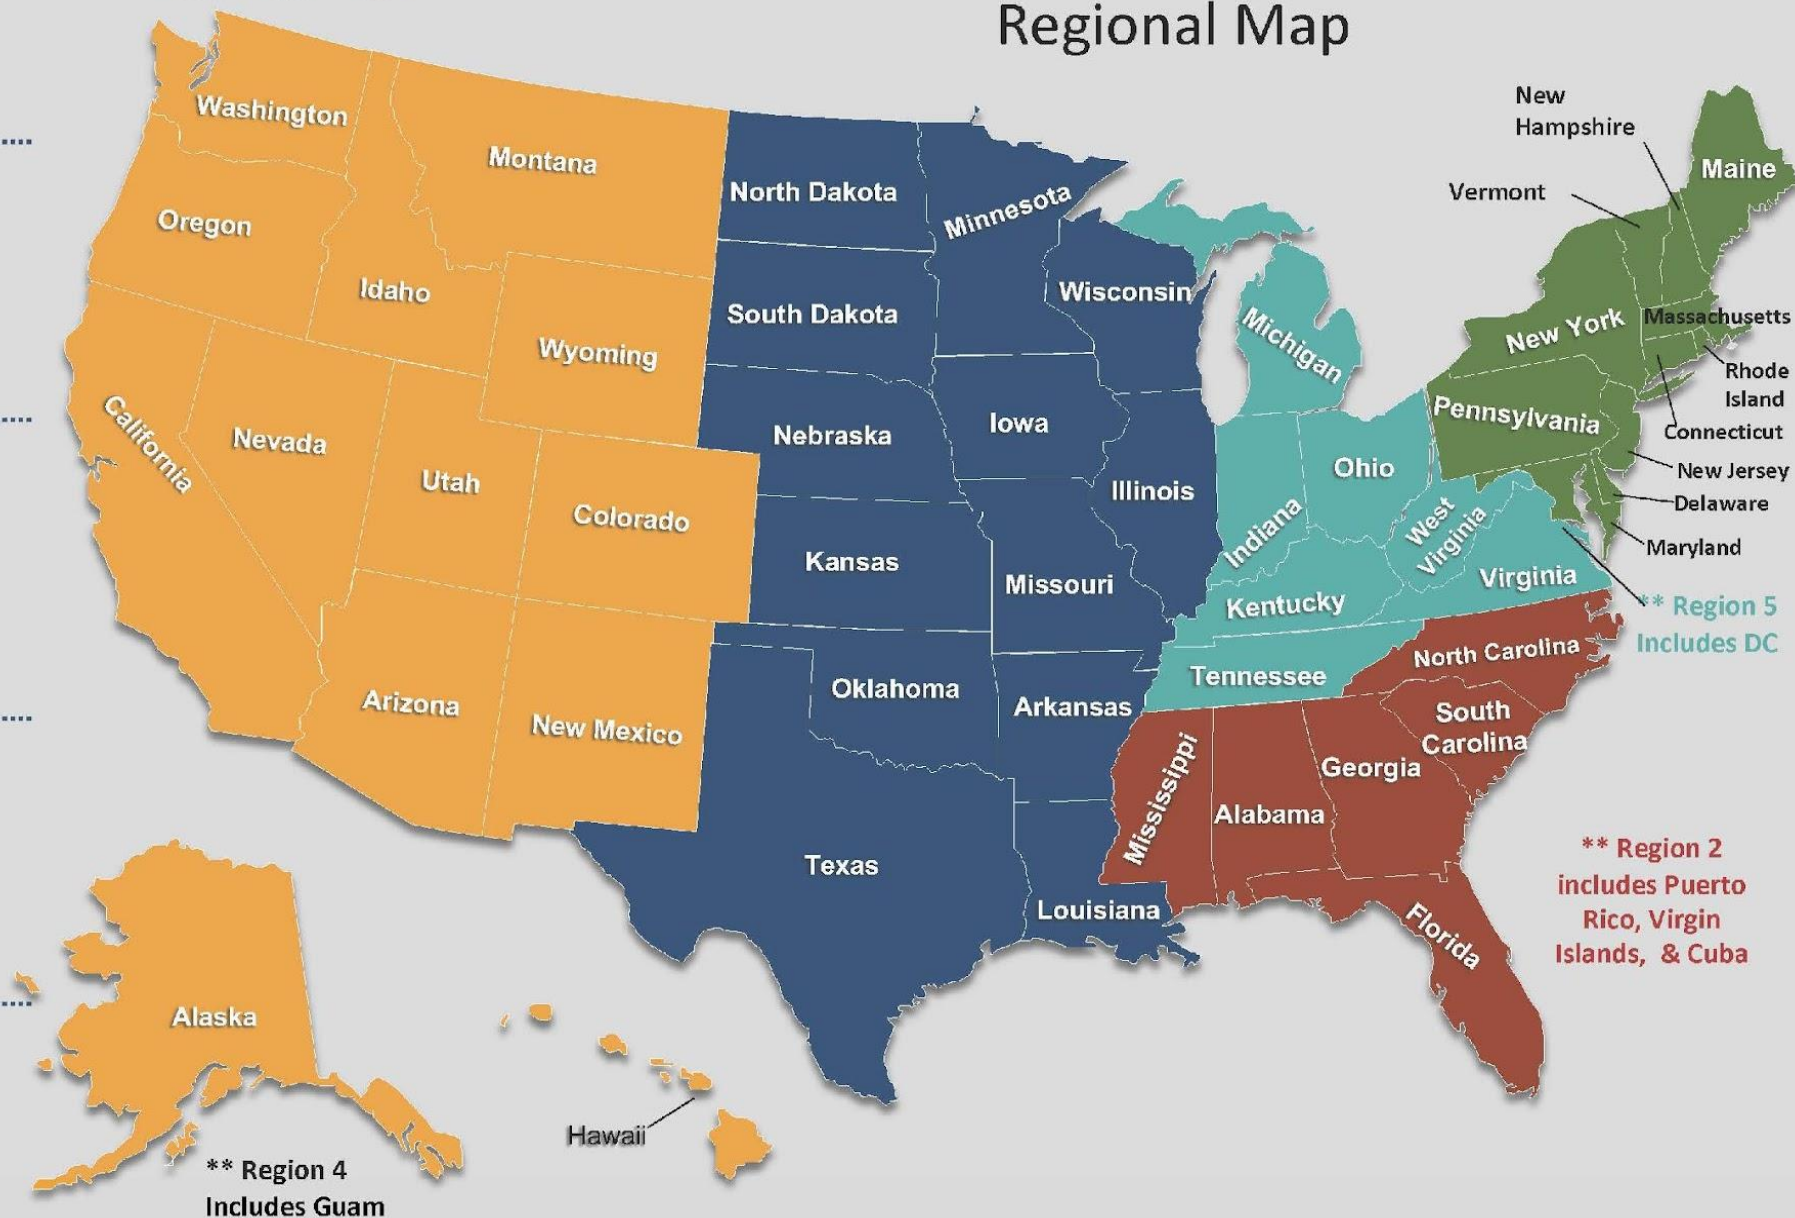 Regional Map
Washington
Montana
Oregon
Idaho
Wyoming
California
Nevada
Utah
Colorado
Arizona
New Mexico
Alaska
Hawaii
** Region 4
Includes Guam
North Dakota
Minnesota
South Dakota
Wisconsin
Nebraska
Iowa
Illinois
Kansas
Missouri
Oklahoma
Arkansas
Texas
Louisiana
Michigan
Ohio
Indiana
West
Virginia
Virginia
Kentucky
Tennessee
** Region 5
Includes DC
New
Hampshire
Maine
Vermont
New York
Massachusetts
Rhode
Island
Pennsylvania
Connecticut
New Jersey
Delaware
Maryland
North Carolina
South
Carolina
Georgia
Mississippi
Alabama
Florida
** Region 2
includes Puerto
Rico, Virgin
Islands, & Cuba